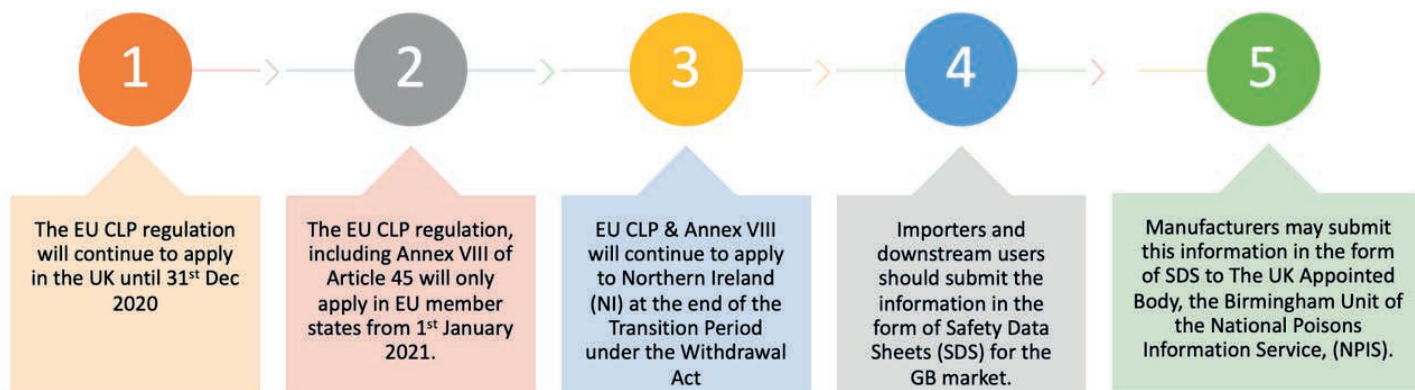 1
2
3
4
5
The EU CLP regulation
will continue to apply
in the UK until 31st Dec
2020
The EU CLP regulation,
including Annex VIII of
Article 45 will only
apply in EU member
states from 1st January
2021.
EU CLP & Annex VIII
will continue to apply
to Northern Ireland
(NI) at the end of the
Transition Period
under the Withdrawal
Act
Importers and
downstream users
should submit the
information in the
form of Safety Data
Sheets (SDS) for the
GB market.
Manufacturers may submit
this information in the form
of SDS to The UK Appointed
Body, the Birmingham Unit of
the National Poisons
Information Service, (NPIS).